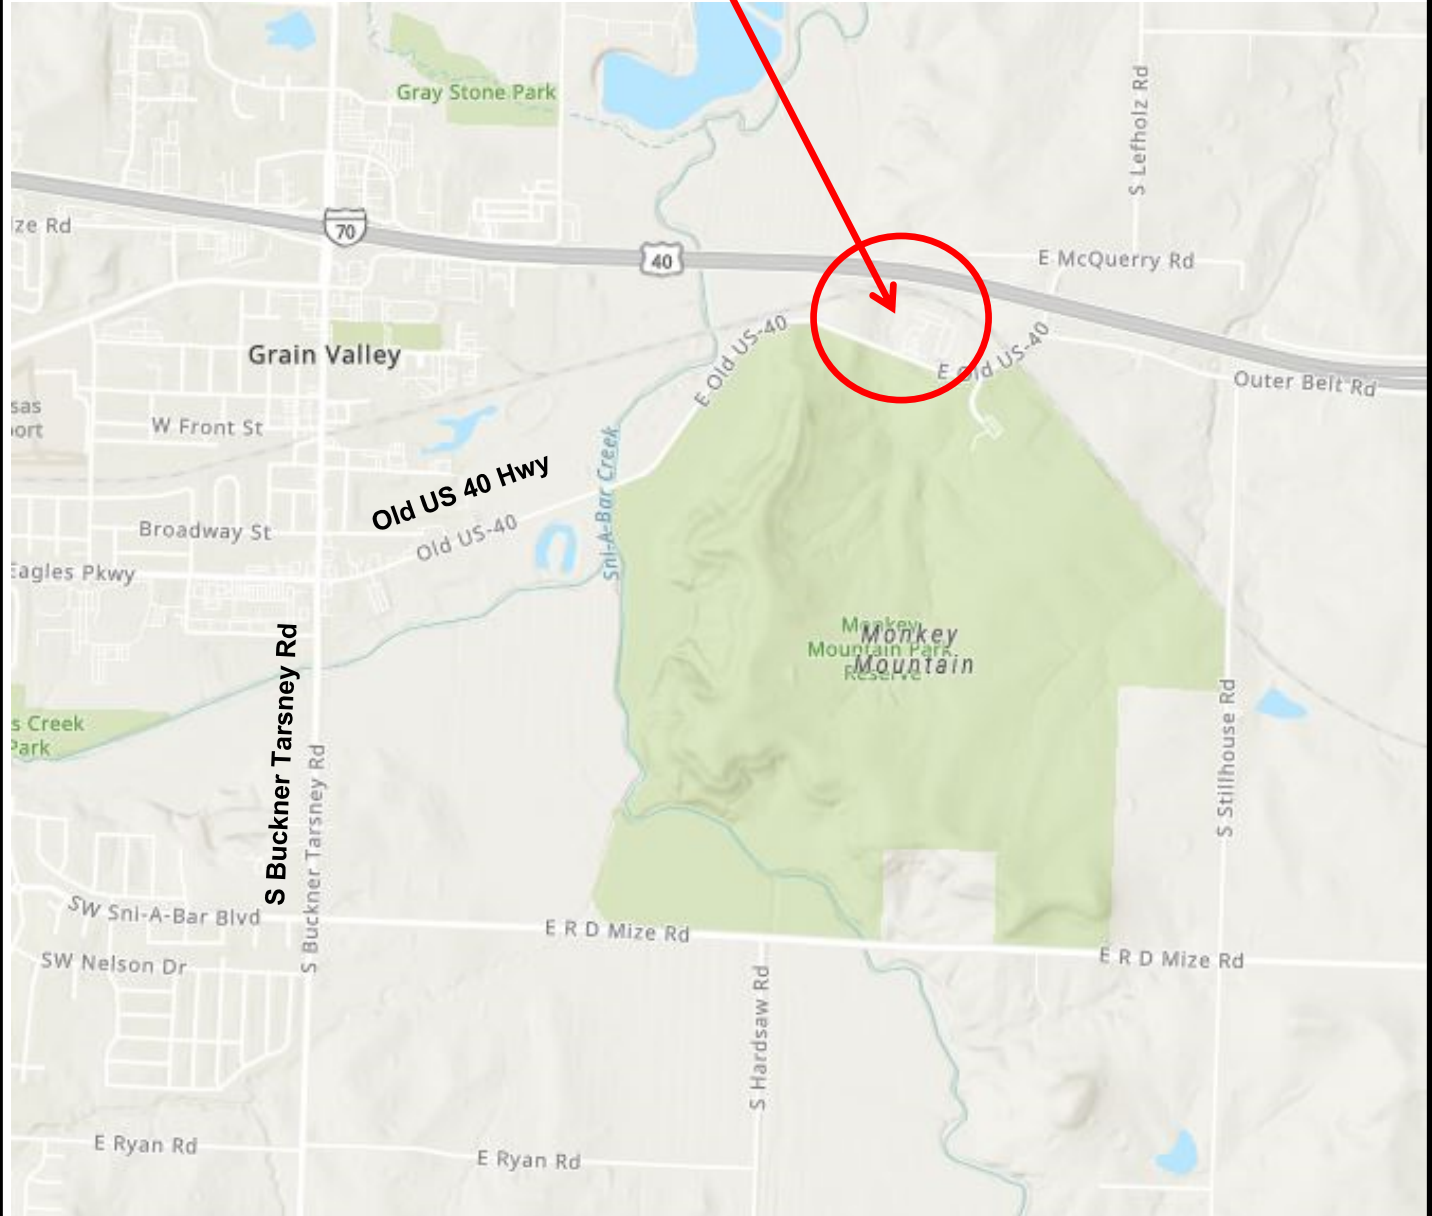 Gray Stone Park
S Lefholz Rd
ze Rd
70
40
E McQuerry Rd
E Old US-40
E Old US-40
Grain Valley
Outer Belt Rd
sas
ort
W Front St
Old US 40 Hwy
Sni-A-Bar Creek
Broadway St
Old US-40
Eagles Pkwy
Monkey
Mountain Park
Reserve
Monkey
Mountain
S Buckner Tarsney Rd
S Buckner Tarsney Rd
s Creek
Park
S Stillhouse Rd
SW Sni-A-Bar Blvd
E R D Mize Rd
E R D Mize Rd
SW Nelson Dr
S Hardsaw Rd
E Ryan Rd
E Ryan Rd